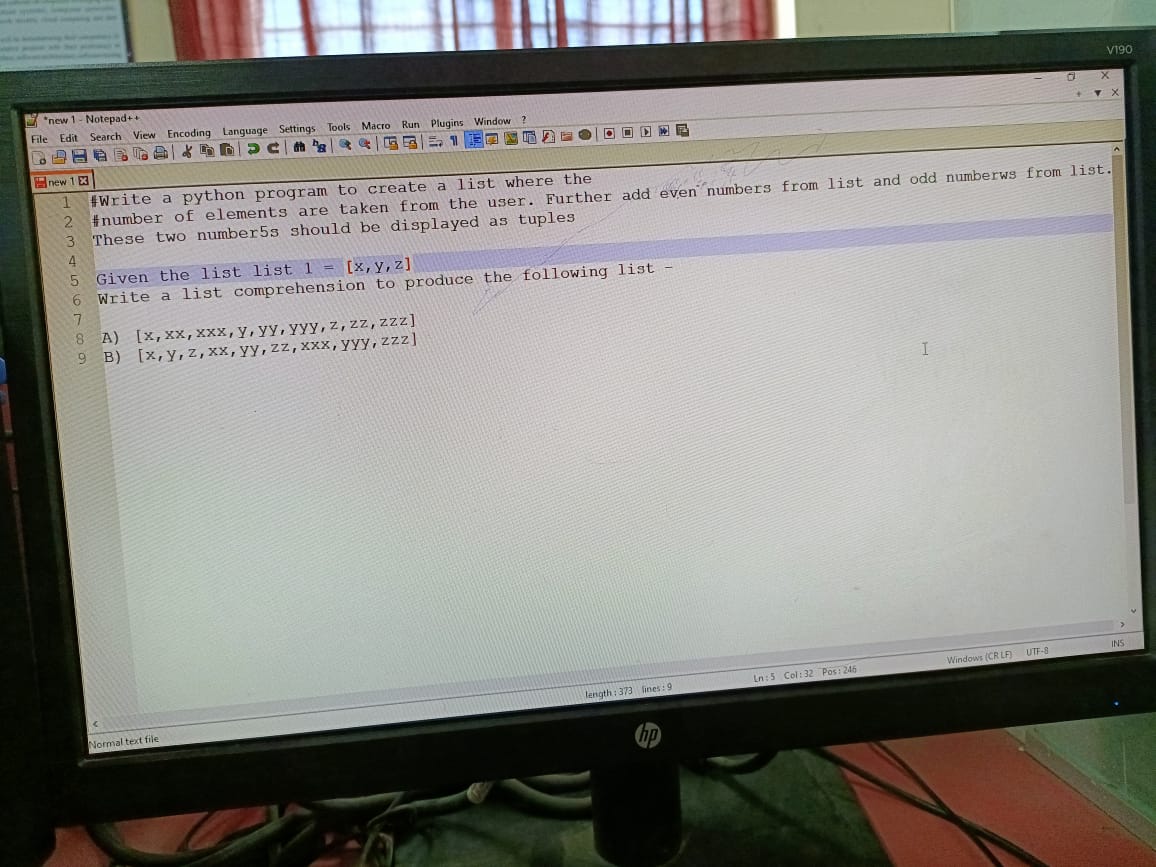 V190
*new 1 - Notepad++
File Edit Search View Encoding Language Settings Tools Macro Run Plugins Window ?
new 1
1 #Write a python program to create a list where the
2 #number of elements are taken from the user. Further add even numbers from list and odd numberws from list.
3 These two number5s should be displayed as tuples
4
5 Given the list list 1 = [x,y,z]
6 Write a list comprehension to produce the following list -
7
8 A) [x,xx,xxx,y,yy,yyy,z,zz,zzz]
9 B) [x,y,z,xx,yy,zz,xxx,yyy,zzz]
Normal text file length : 373 lines : 9 Ln : 5 Col : 32 Pos : 246 Windows (CR LF) UTF-8 INS
hp